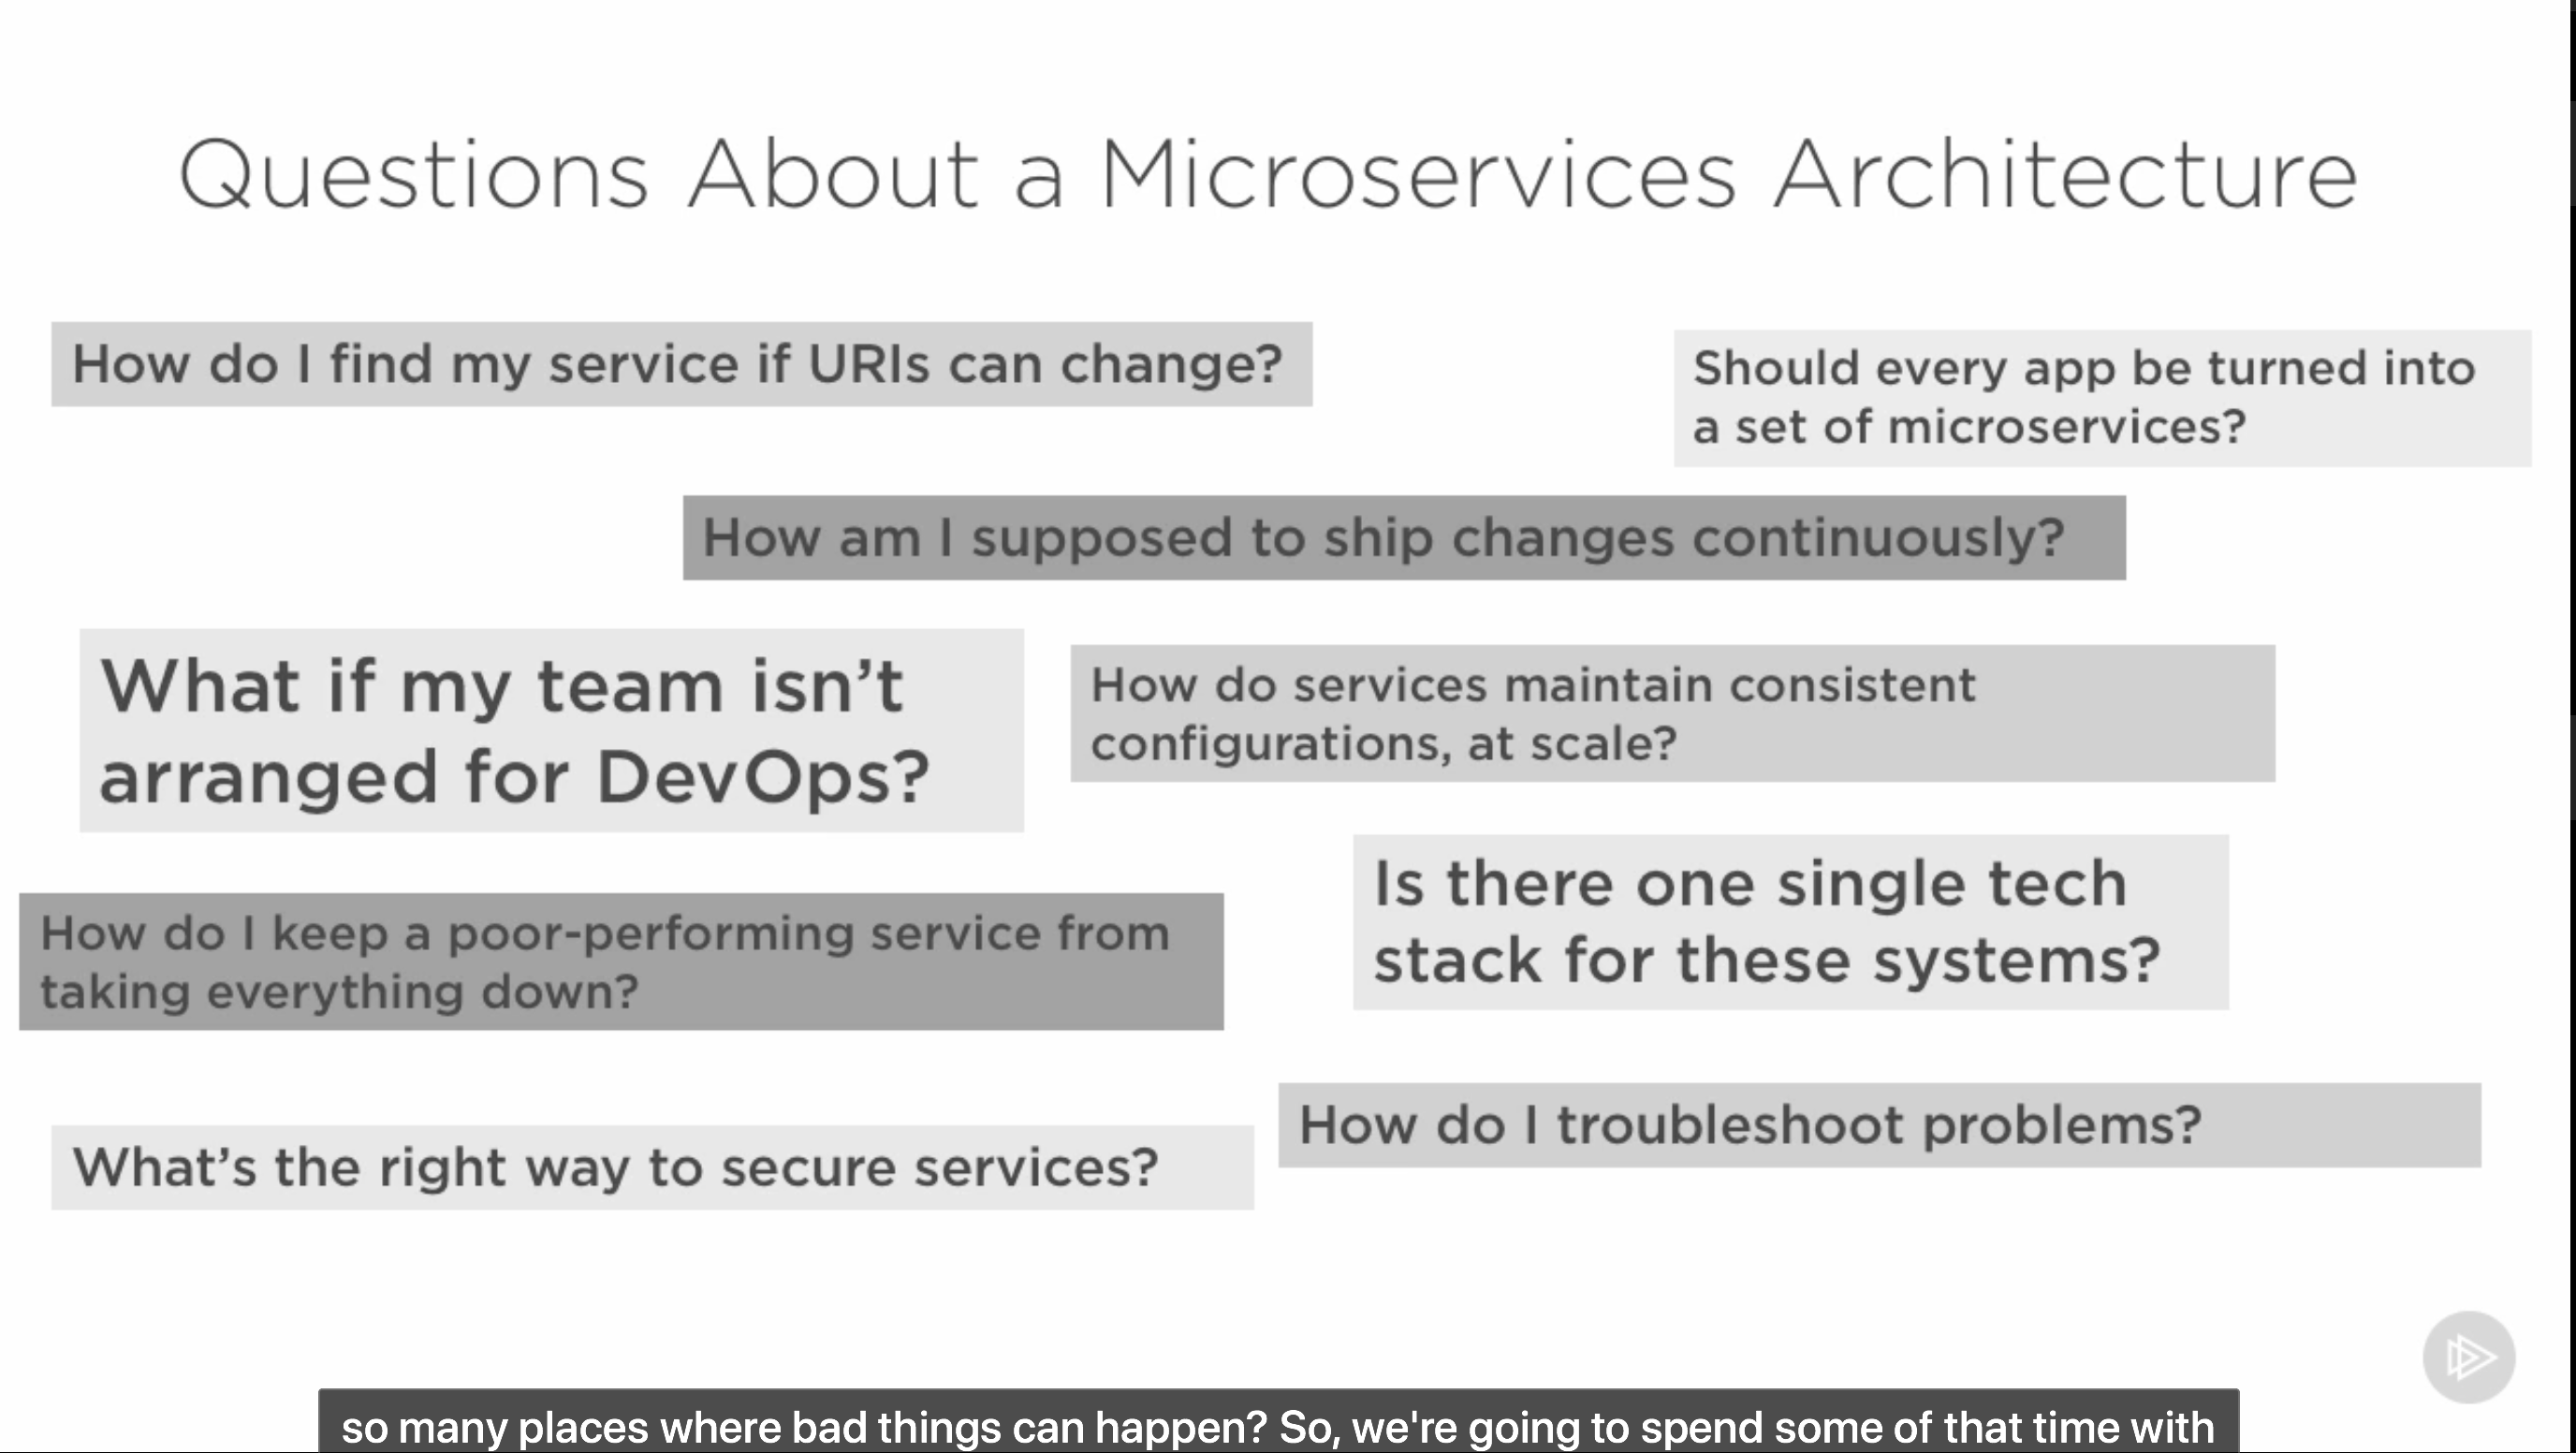 Questions About a Microservices Architecture
How do I find my service if URIs can change?
Should every app be turned into
a set of microservices?
How am I supposed to ship changes continuously?
What if my team isn’t
arranged for DevOps?
How do services maintain consistent
configurations, at scale?
Is there one single tech
stack for these systems?
How do I keep a poor-performing service from
taking everything down?
How do I troubleshoot problems?
What’s the right way to secure services?
so many places where bad things can happen? So, we're going to spend some of that time with